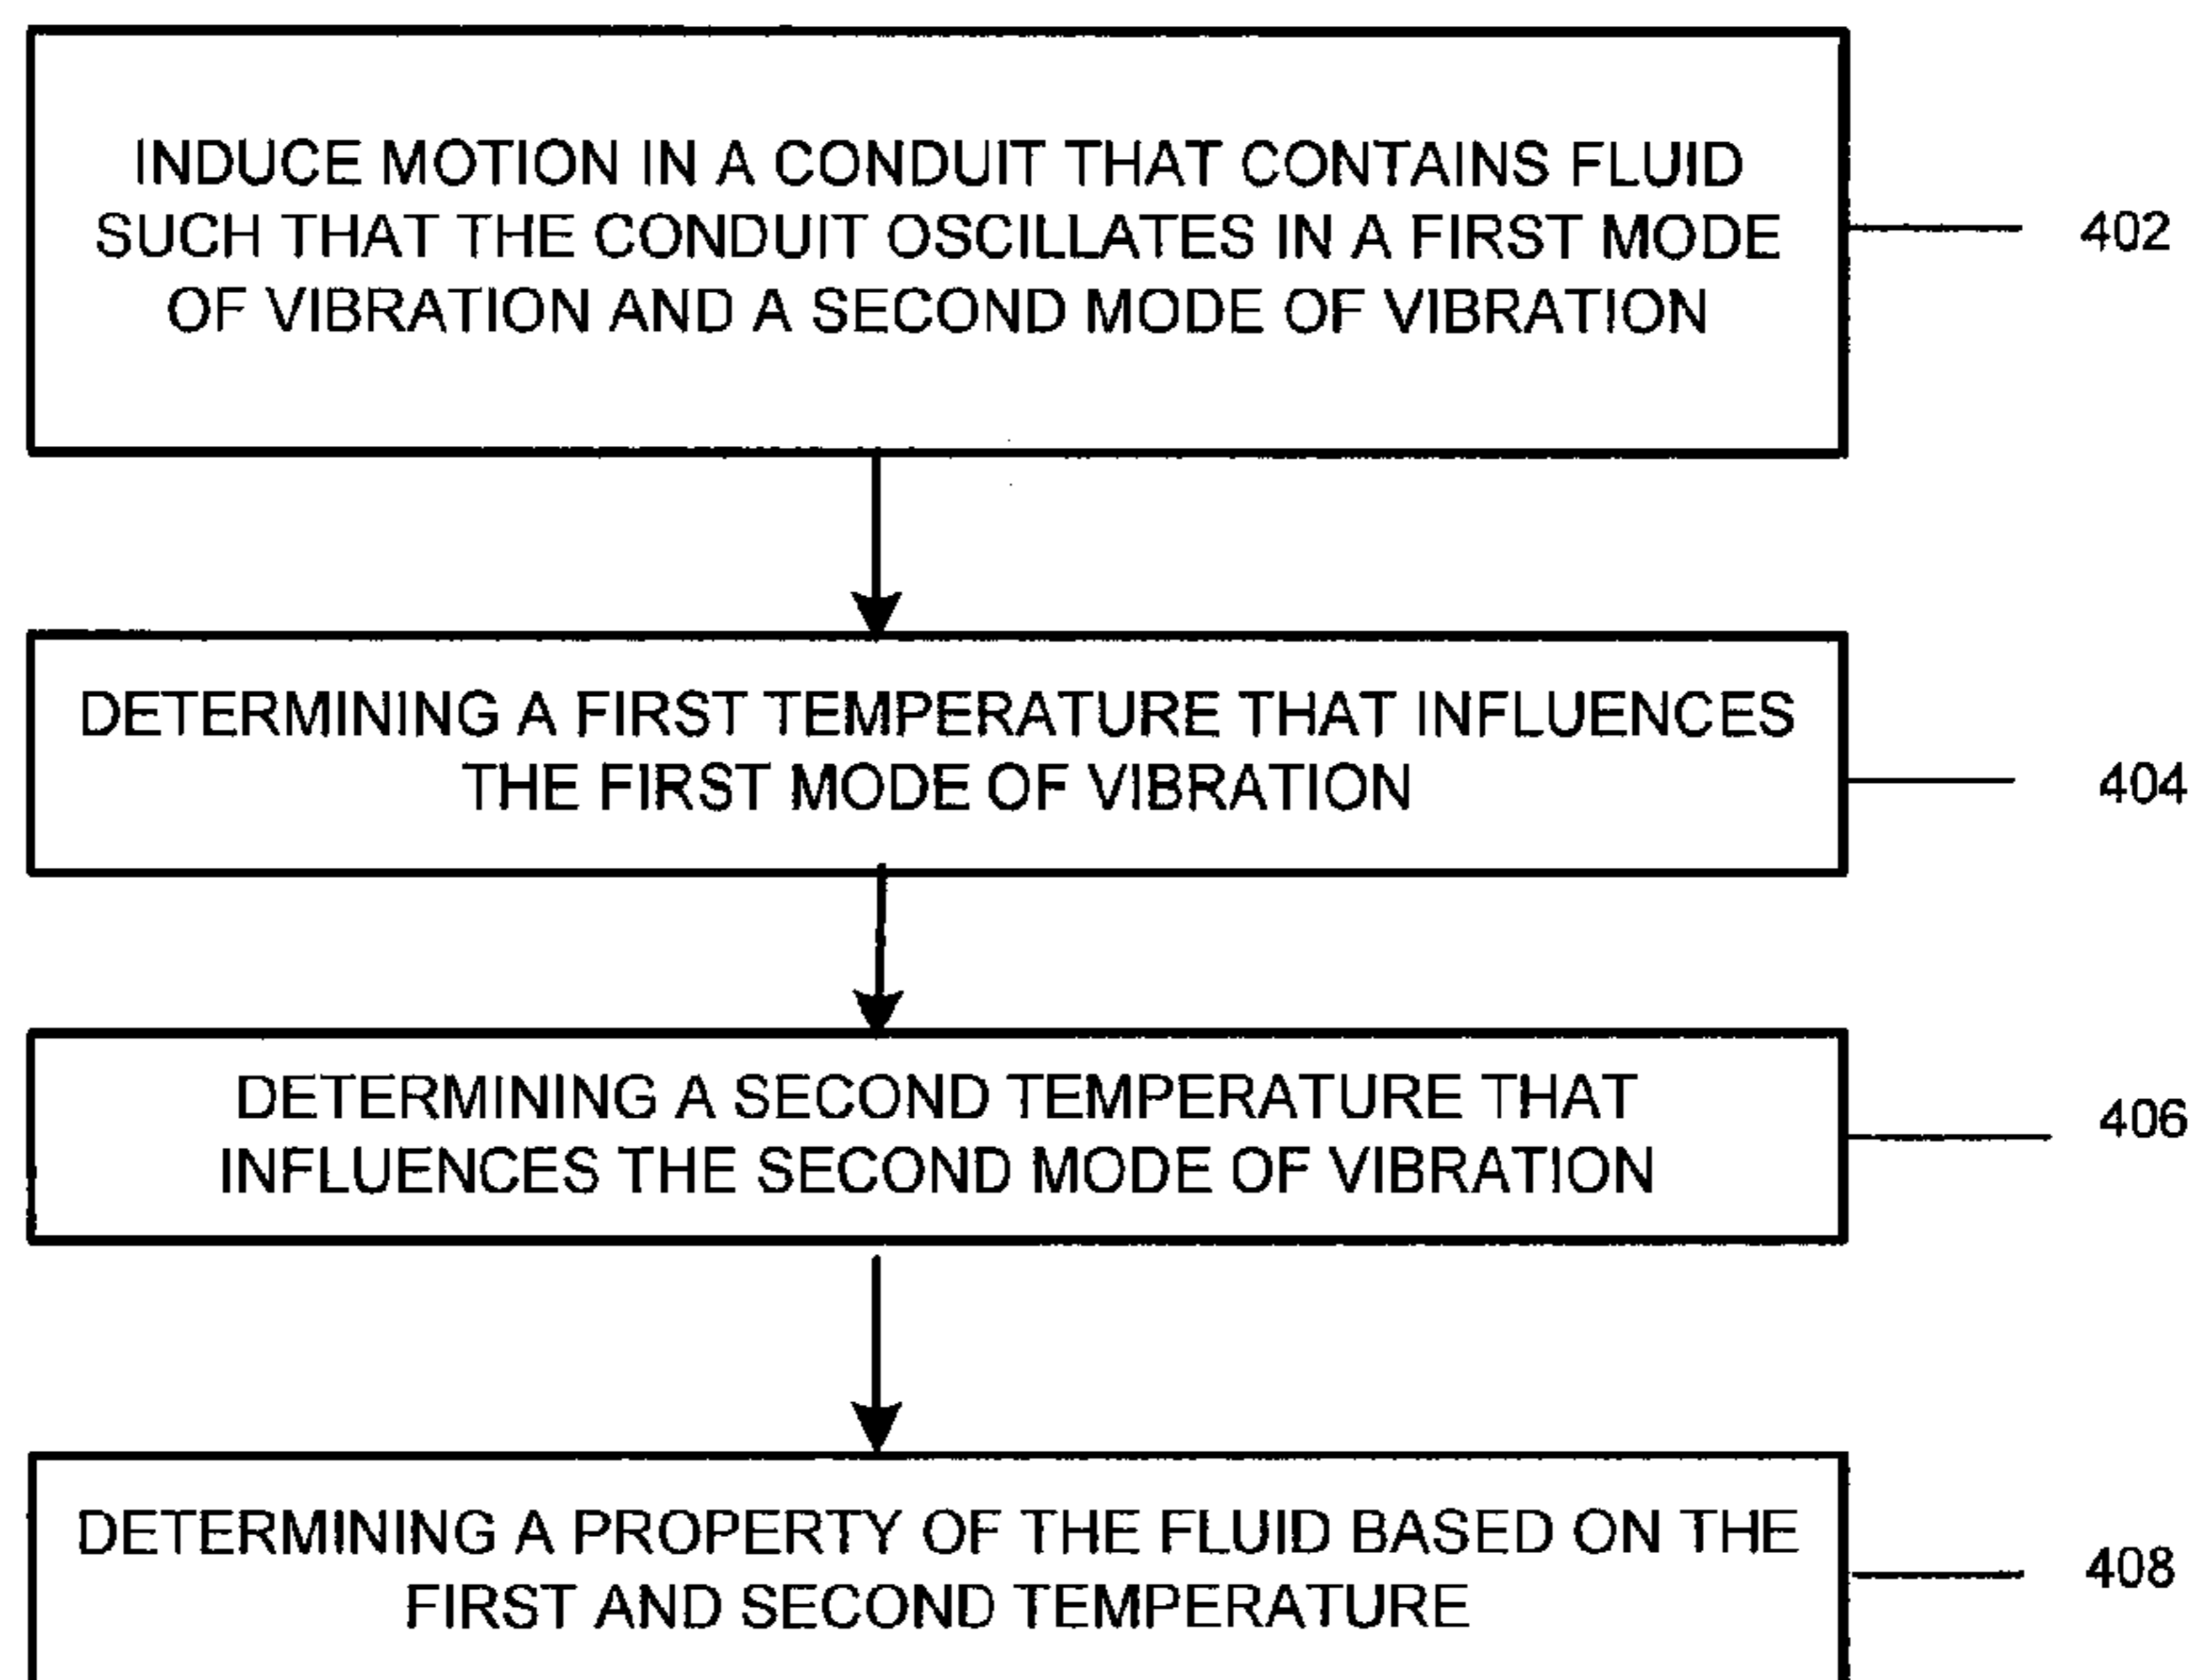 INDUCE MOTION IN A CONDUIT THAT CONTAINS FLUID
SUCH THAT THE CONDUIT OSCILLATES IN A FIRST MODE
OF VIBRATION AND A SECOND MODE OF VIBRATION
402
DETERMINING A FIRST TEMPERATURE THAT INFLUENCES
THE FIRST MODE OF VIBRATION
404
DETERMINING A SECOND TEMPERATURE THAT
INFLUENCES THE SECOND MODE OF VIBRATION
406
DETERMINING A PROPERTY OF THE FLUID BASED ON THE
FIRST AND SECOND TEMPERATURE
408